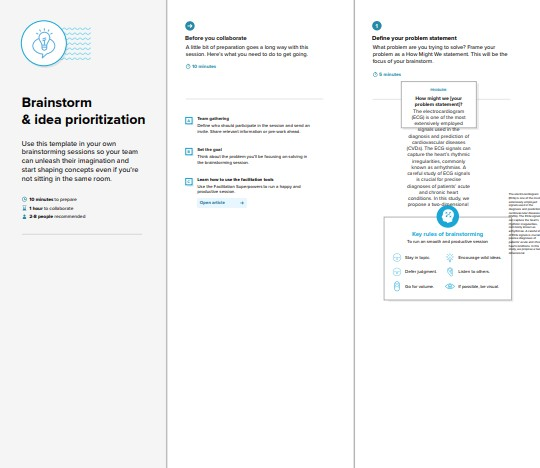 Brainstorm
& idea prioritization
Use this template in your own
brainstorming sessions so your team
can unleash their imagination and
start shaping concepts even if you're
not sitting in the same room.
10 minutes to prepare
1 hour to collaborate
2-8 people recommended
Before you collaborate
A little bit of preparation goes a long way with this
session. Here's what you need to do to get going.
10 minutes
Team gathering
Define who should participate in the session and send an
invite. Share relevant information or pre-work ahead.
Set the goal
Think about the problem you'll be focusing on solving in
the brainstorming session.
Learn how to use the facilitation tools
Use the Facilitation Superpowers to run a happy and
productive session.
Open article
1
Define your problem statement
What problem are you trying to solve? Frame your
problem as a How Might We statement. This will be the
focus of your brainstorm.
5 minutes
PROBLEM
How might we [your
problem statement]?
The electrocardiogram
(ECG) is one of the most
extensively employed
signals used in the
diagnosis and prediction of
cardiovascular diseases
(CVDs). The ECG signals can
capture the heart's rhythmic
irregularities, commonly
known as arrhythmias. A
careful study of ECG signals
is crucial for precise
diagnoses of patients' acute
and chronic heart
conditions. In this study, we
propose a two-dimensional
Key rules of brainstorming
To run an smooth and productive session
Stay in topic.
Encourage wild ideas.
Defer judgment.
Listen to others.
Go for volume.
If possible, be visual.